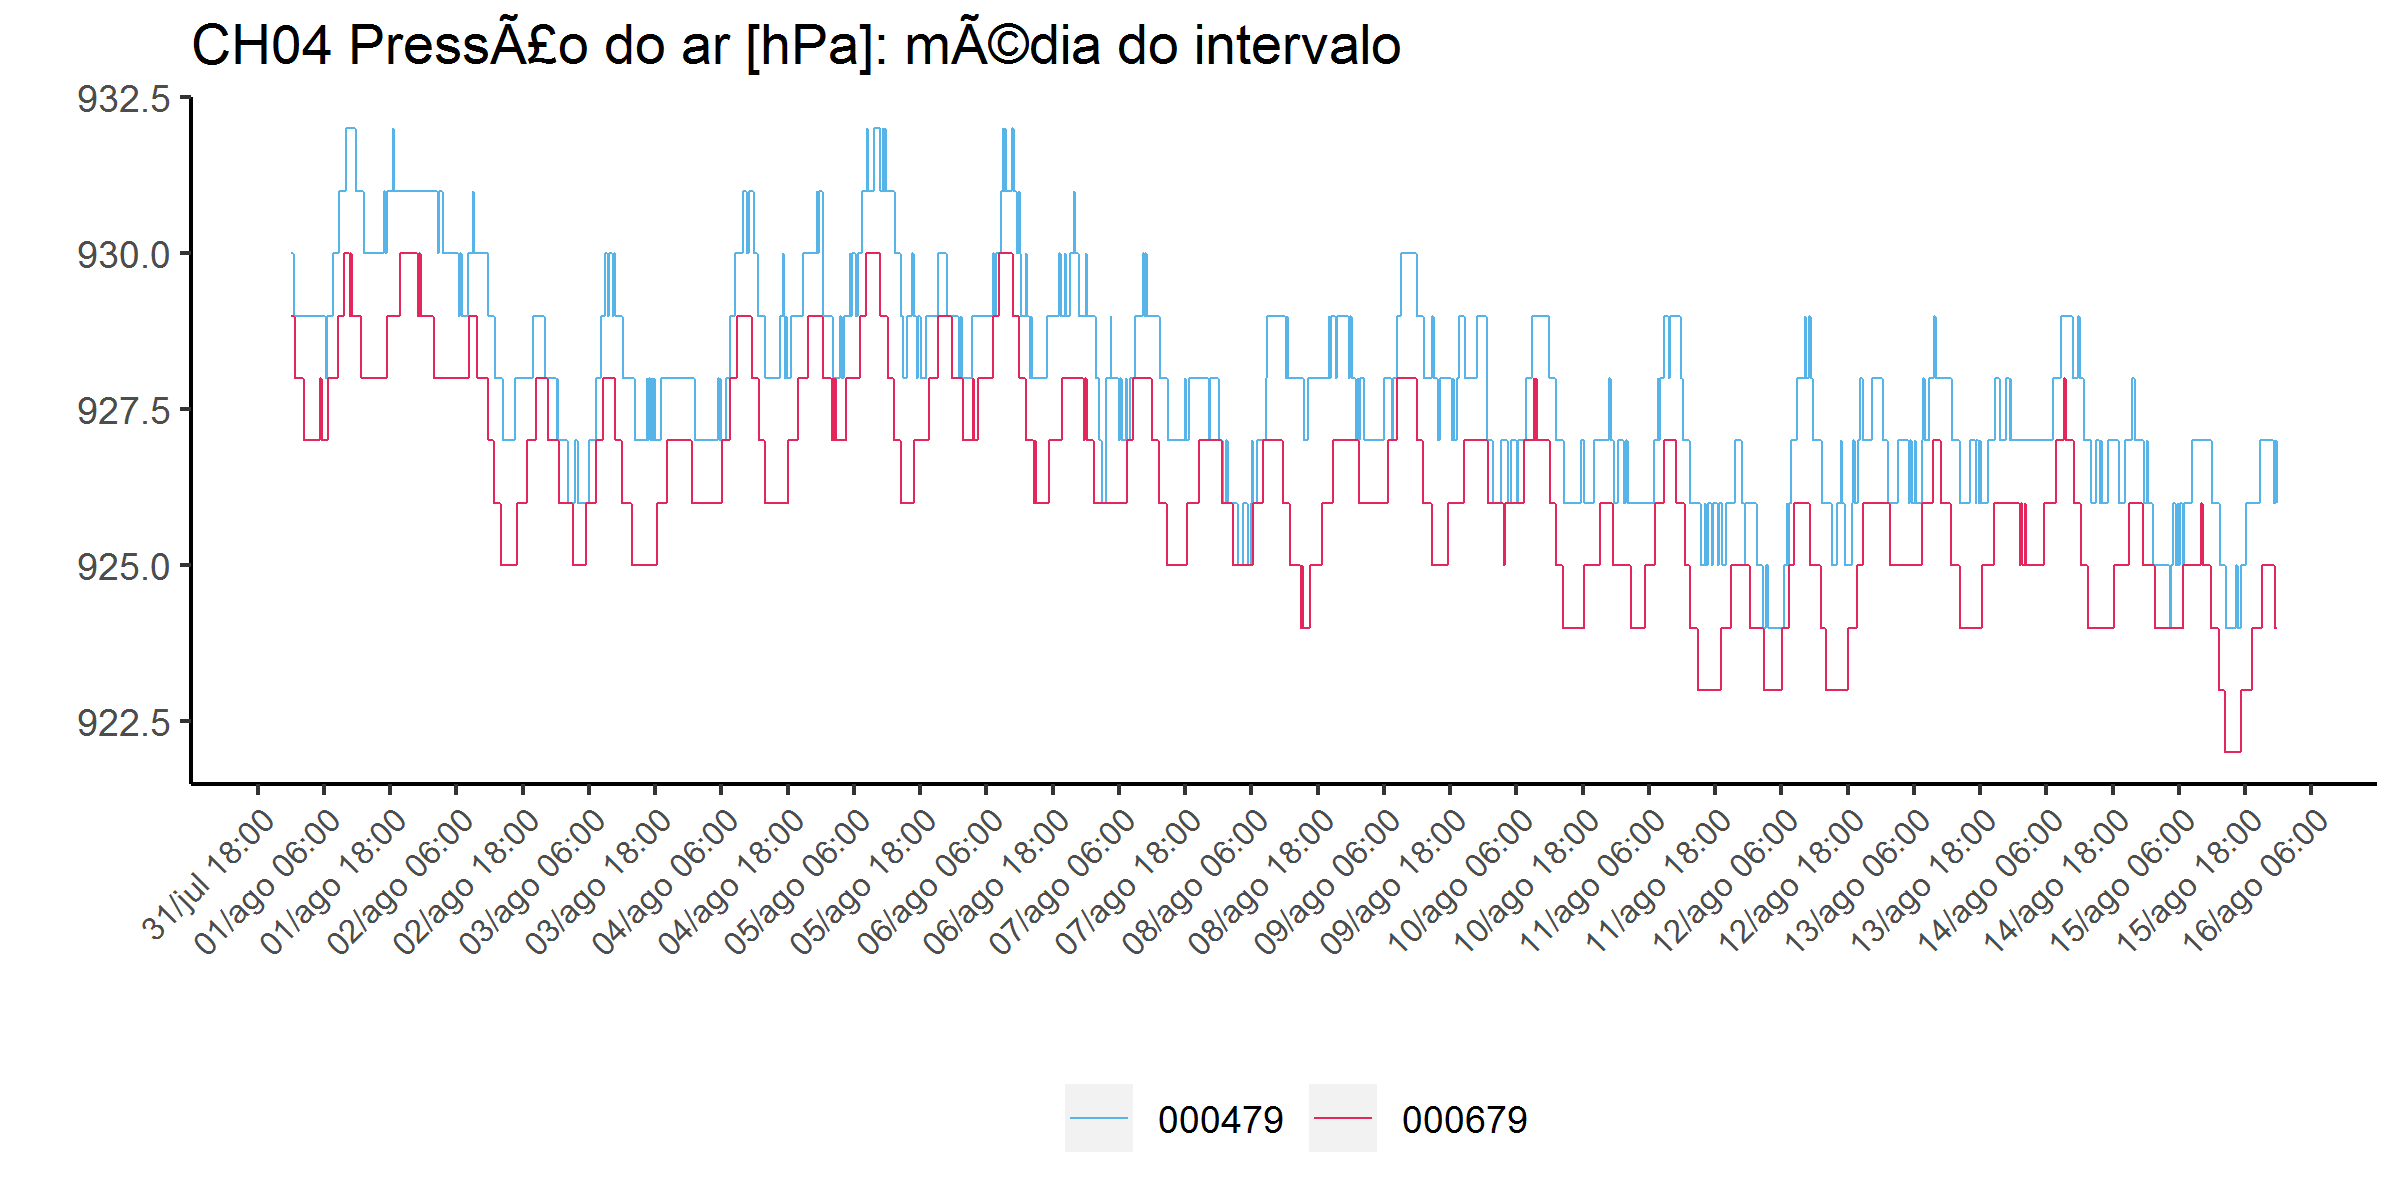 CH04 PressÃ£o do ar [hPa]: mÃ©dia do intervalo
932.5
930.0
927.5
925.0
922.5
31/jul 18:00
01/ago 06:00
01/ago 18:00
02/ago 06:00
02/ago 18:00
03/ago 06:00
03/ago 18:00
04/ago 06:00
04/ago 18:00
05/ago 06:00
05/ago 18:00
06/ago 06:00
06/ago 18:00
07/ago 06:00
07/ago 18:00
08/ago 06:00
08/ago 18:00
09/ago 06:00
09/ago 18:00
10/ago 06:00
10/ago 18:00
11/ago 06:00
11/ago 18:00
12/ago 06:00
12/ago 18:00
13/ago 06:00
13/ago 18:00
14/ago 06:00
14/ago 18:00
15/ago 06:00
15/ago 18:00
16/ago 06:00
000479 000679